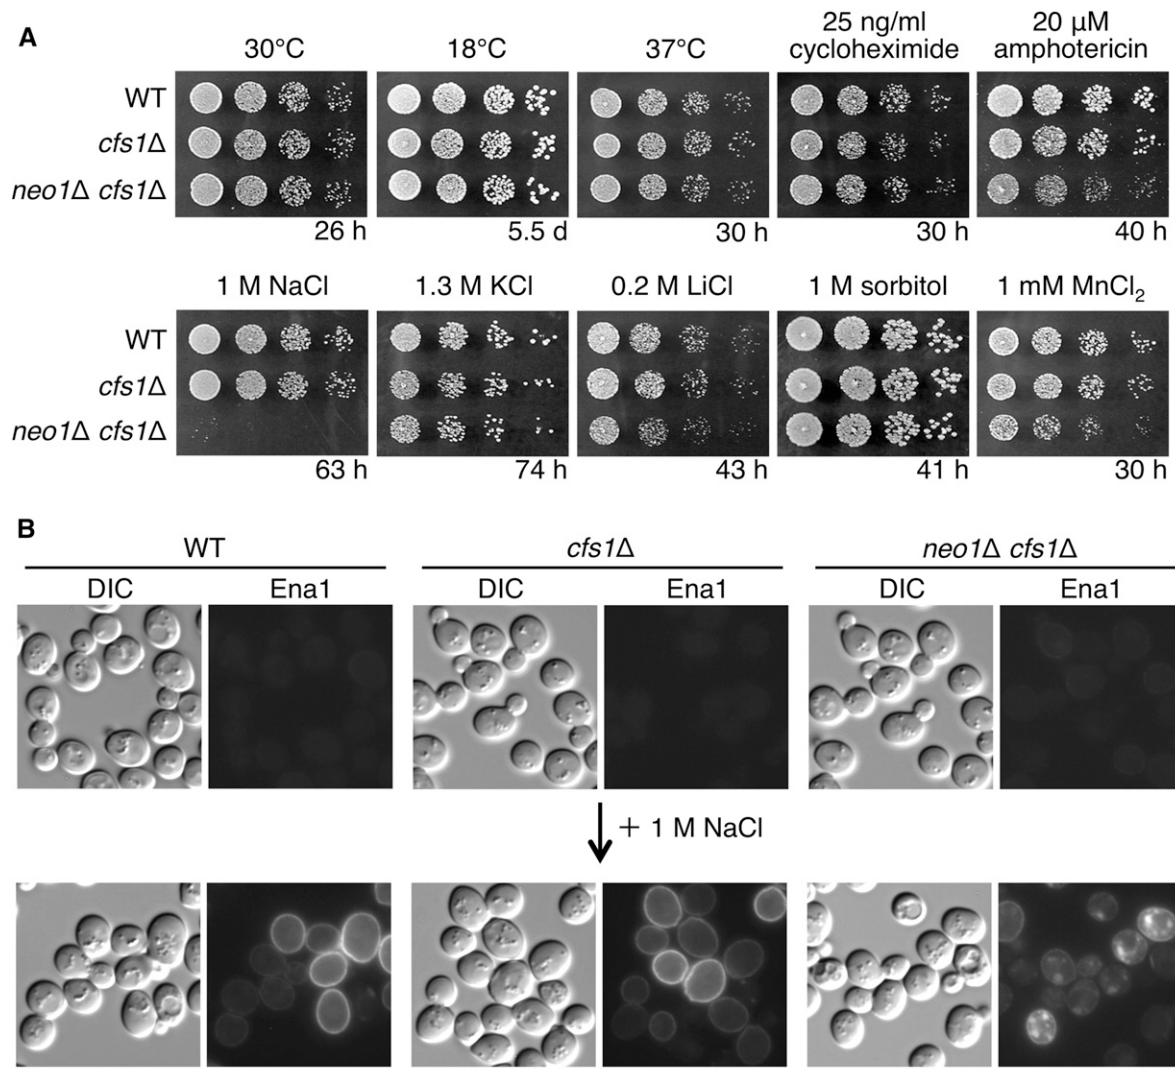 A
30°C
18°C
37°C
25 ng/ml
cycloheximide
20 µM
amphotericin
WT
cfs1Δ
neo1Δ cfs1Δ
26 h
5.5 d
30 h
30 h
40 h
1 M NaCl
1.3 M KCl
0.2 M LiCl
1 M sorbitol
1 mM MnCl₂
WT
cfs1Δ
neo1Δ cfs1Δ
63 h
74 h
43 h
41 h
30 h
B
WT
cfs1Δ
neo1Δ cfs1Δ
DIC
Ena1
DIC
Ena1
DIC
Ena1
+ 1 M NaCl